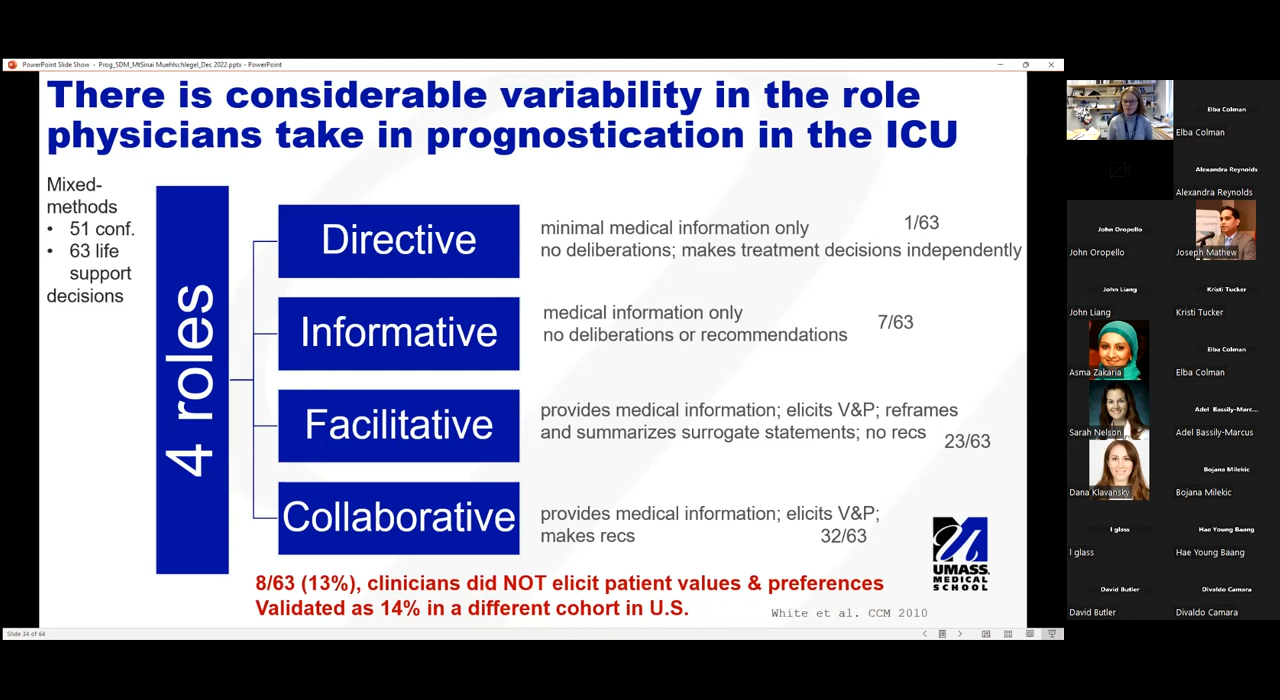 PowerPoint Slide Show - Prog_SDM_MtSinai Muehlschlegel_Dec 2022.pptx - PowerPoint
There is considerable variability in the role
physicians take in prognostication in the ICU
Mixed-
methods
• 51 conf.
• 63 life
support
decisions
4 roles
Directive
minimal medical information only
1/63
no deliberations; makes treatment decisions independently
Informative
medical information only
7/63
no deliberations or recommendations
Facilitative
provides medical information; elicits V&P; reframes
and summarizes surrogate statements; no recs
23/63
Collaborative
provides medical information; elicits V&P;
makes recs
32/63
UMASS
MEDICAL
SCHOOL
8/63 (13%), clinicians did NOT elicit patient values & preferences
Validated as 14% in a different cohort in U.S.
White et al. CCM 2010
Slide 34 of 64
Elba Colman
Elba Colman
Alexandra Reynolds
Alexandra Reynolds
John Oropello
John Oropello
Joseph Mathew
John Liang
John Liang
Kristi Tucker
Kristi Tucker
Asma Zakaria
Elba Colman
Elba Colman
Sarah Nelson
Adel Bassily-Marc...
Adel Bassily-Marcus
Dana Klavansky
Bojana Milekic
Bojana Milekic
I glass
I glass
Hae Young Baang
Hae Young Baang
David Butler
David Butler
Divaldo Camara
Divaldo Camara